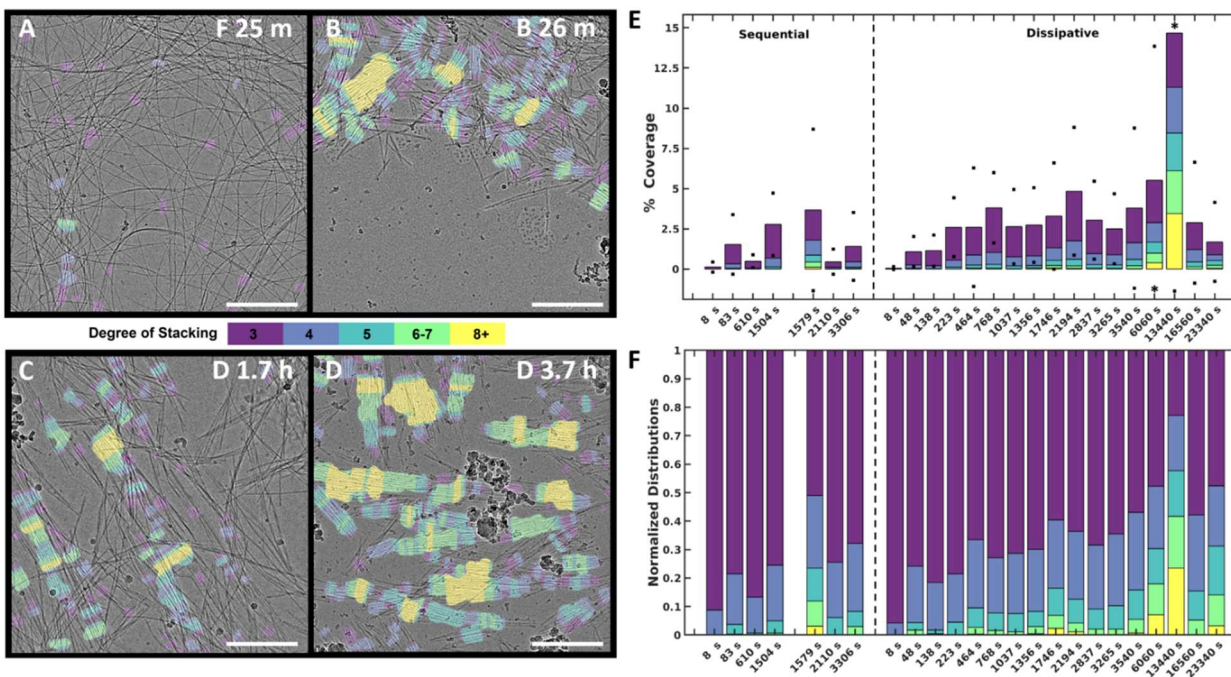 A F 25 m
B B 26 m
Degree of Stacking 3 4 5 6-7 8+
C D 1.7 h
D D 3.7 h
E
Sequential Dissipative
% Coverage
15
12.5
10
7.5
5
2.5
0
*
*
8 s 83 s 610 s 1504 s 1579 s 2110 s 3306 s 8 s 48 s 138 s 223 s 464 s 768 s 1037 s 1356 s 1746 s 2194 s 2837 s 3265 s 3540 s 6060 s 13440 s 16560 s 23340 s
F
Normalized Distributions
1
0.9
0.8
0.7
0.6
0.5
0.4
0.3
0.2
0.1
0
8 s 83 s 610 s 1504 s 1579 s 2110 s 3306 s 8 s 48 s 138 s 223 s 464 s 768 s 1037 s 1356 s 1746 s 2194 s 2837 s 3265 s 3540 s 6060 s 13440 s 16560 s 23340 s